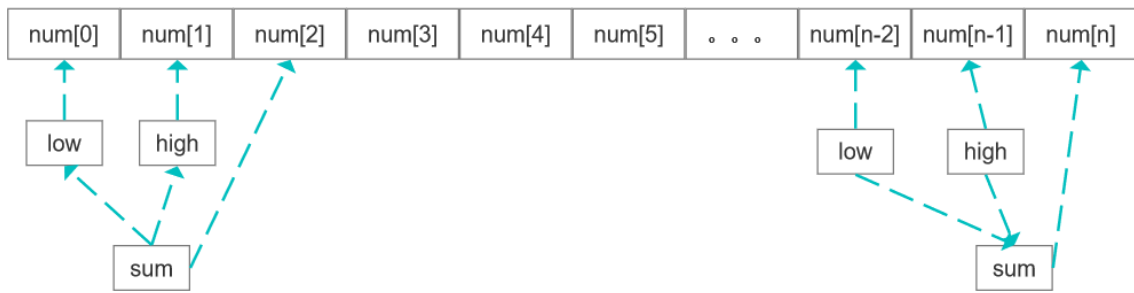 num[0] num[1] num[2] num[3] num[4] num[5] 。。。 num[n-2] num[n-1] num[n]
low high low high
sum sum